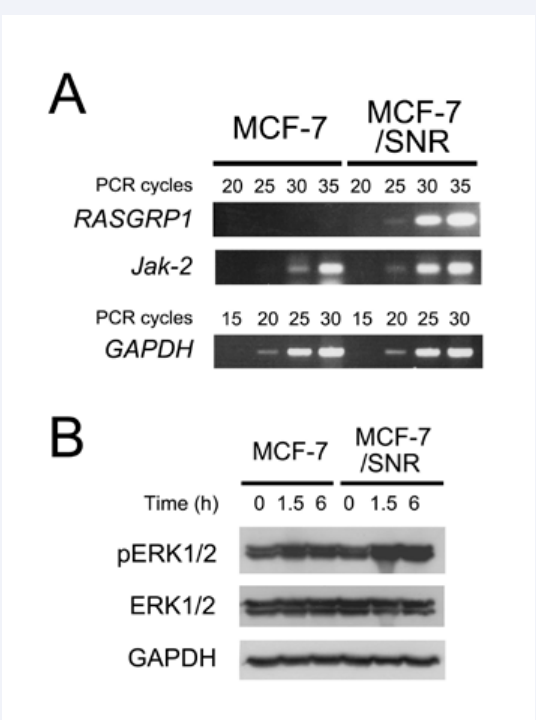 A
MCF-7
MCF-7
/SNR
PCR cycles 20 25 30 35 20 25 30 35
RASGRP1
Jak-2
PCR cycles 15 20 25 30 15 20 25 30
GAPDH
B
MCF-7
MCF-7
/SNR
Time (h) 0 1.5 6 0 1.5 6
pERK1/2
ERK1/2
GAPDH